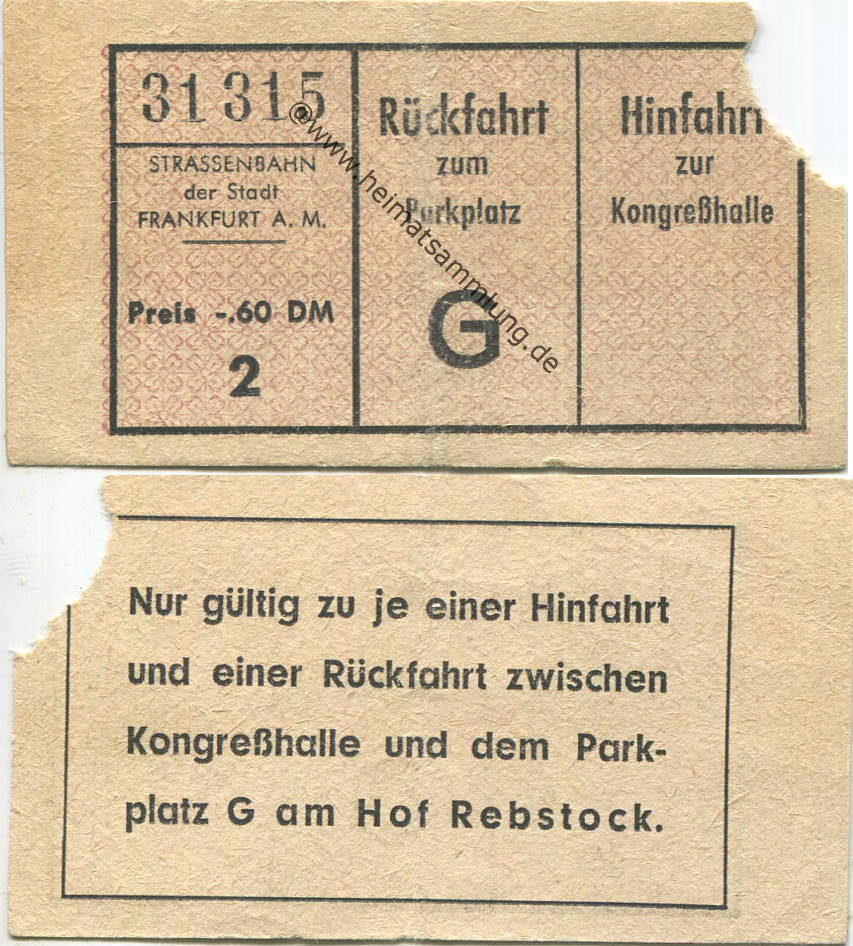 31315
STRASSENBAHN
der Stadt
FRANKFURT A. M.
Preis -.60 DM
2
Rückfahrt
zum
Parkplatz
G
Hinfahrt
zur
Kongreßhalle
@www.heimatsammlung.de
Nur gültig zu je einer Hinfahrt
und einer Rückfahrt zwischen
Kongreßhalle und dem Park-
platz G am Hof Rebstock.